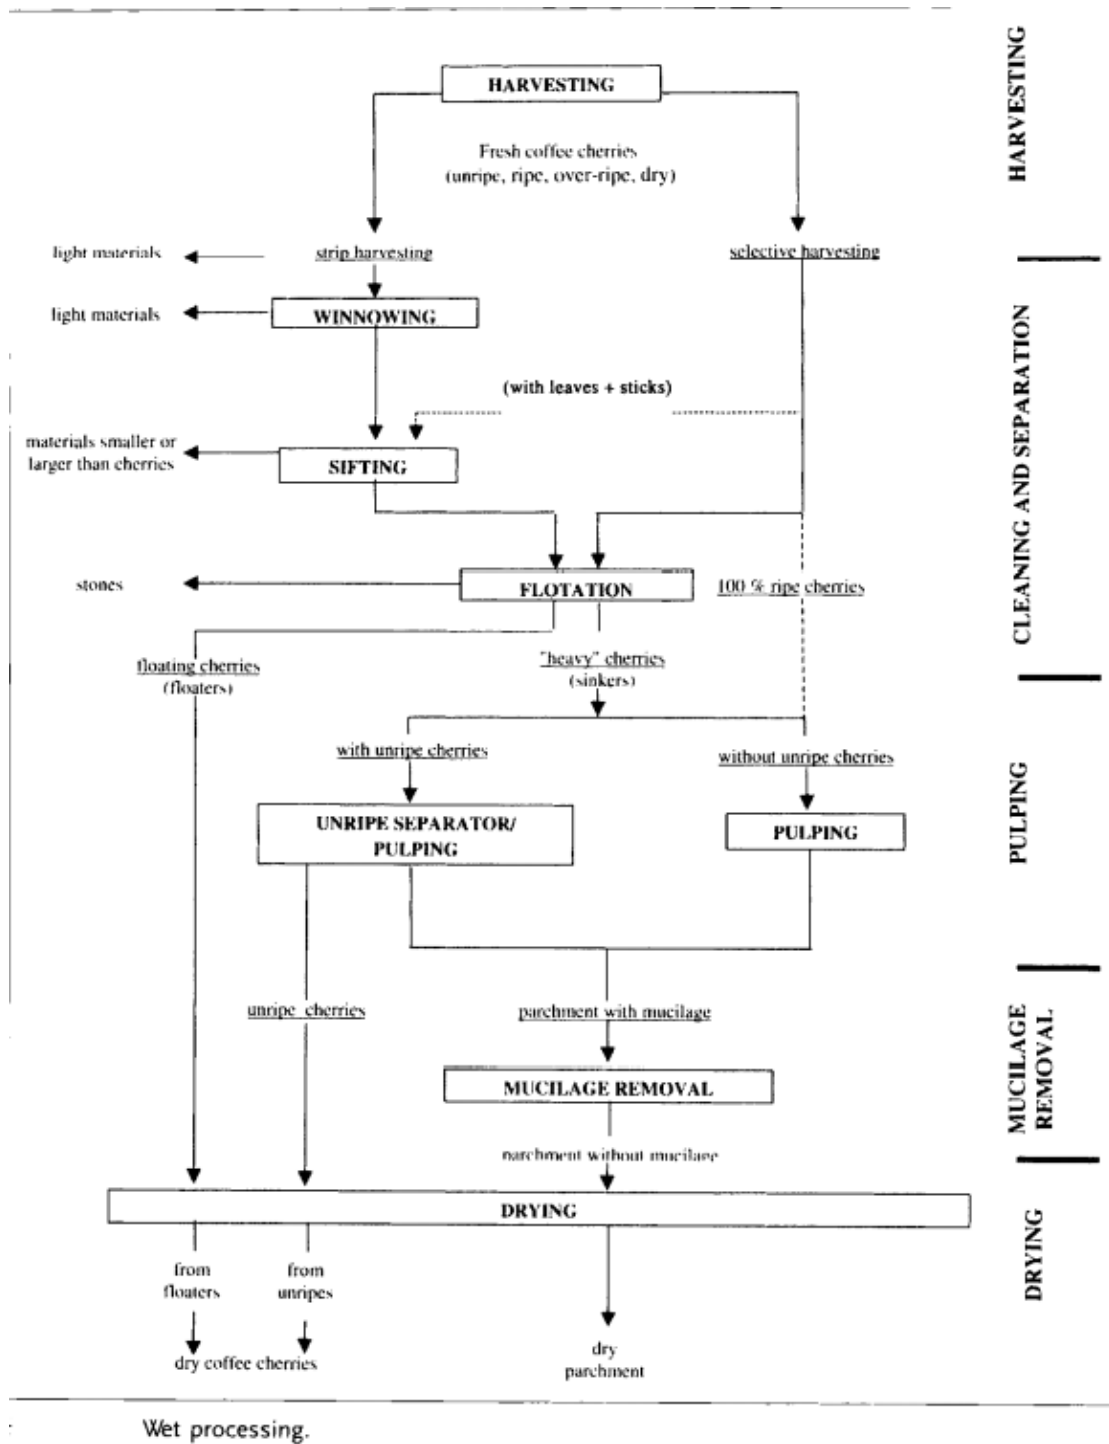 HARVESTING
HARVESTING
Fresh coffee cherries
(unripe, ripe, over-ripe, dry)
light materials
strip harvesting
selective harvesting
light materials
WINNOWING
CLEANING AND SEPARATION
(with leaves + sticks)
materials smaller or
larger than cherries
SIFTING
stones
FLOTATION
100 % ripe cherries
floating cherries
(floaters)
"heavy" cherries
(sinkers)
with unripe cherries
without unripe cherries
PULPING
UNRIPE SEPARATOR/
PULPING
PULPING
unripe cherries
parchment with mucilage
MUCILAGE
REMOVAL
MUCILAGE REMOVAL
parchment without mucilage
DRYING
DRYING
from
floaters
from
unripes
dry coffee cherries
dry
parchment
Wet processing.